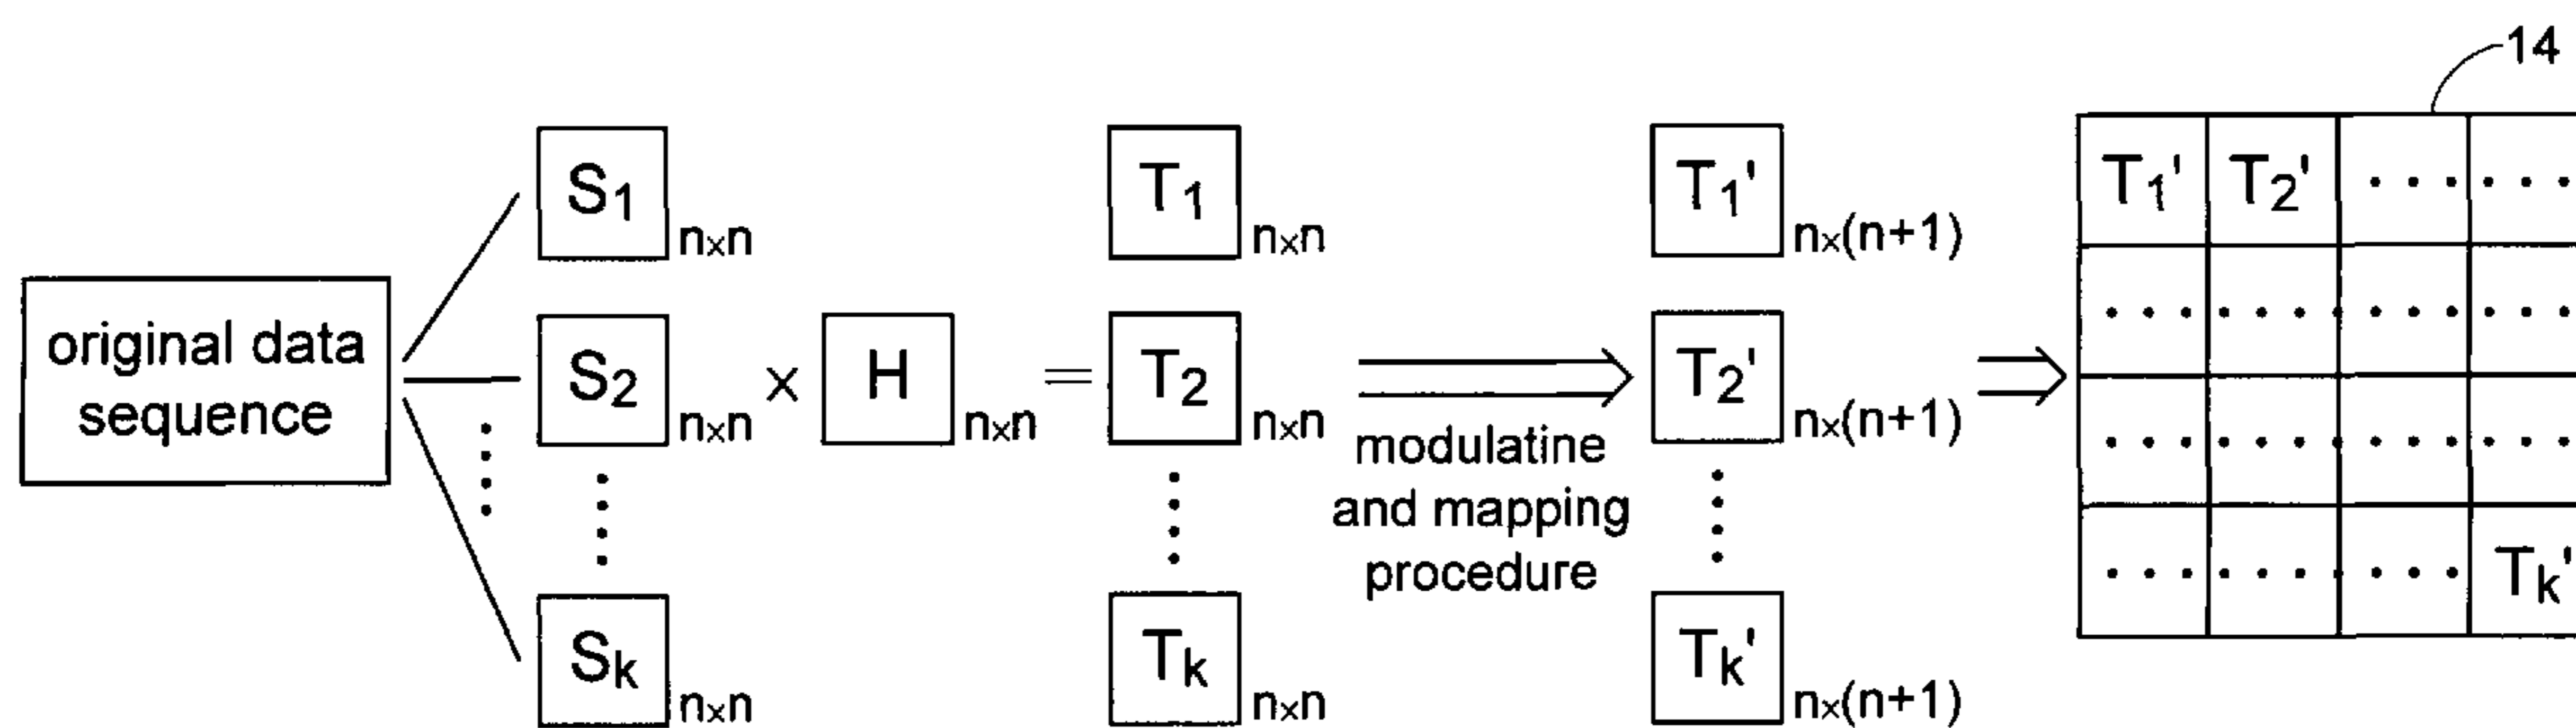 14
original data
sequence
S1 n×n
S2 n×n
Sk n×n
×
H n×n
=
T1 n×n
T2 n×n
Tk n×n
modulatine
and mapping
procedure
T1' n×(n+1)
T2' n×(n+1)
Tk' n×(n+1)
T1' T2' ······
·············
·············
·········· Tk'